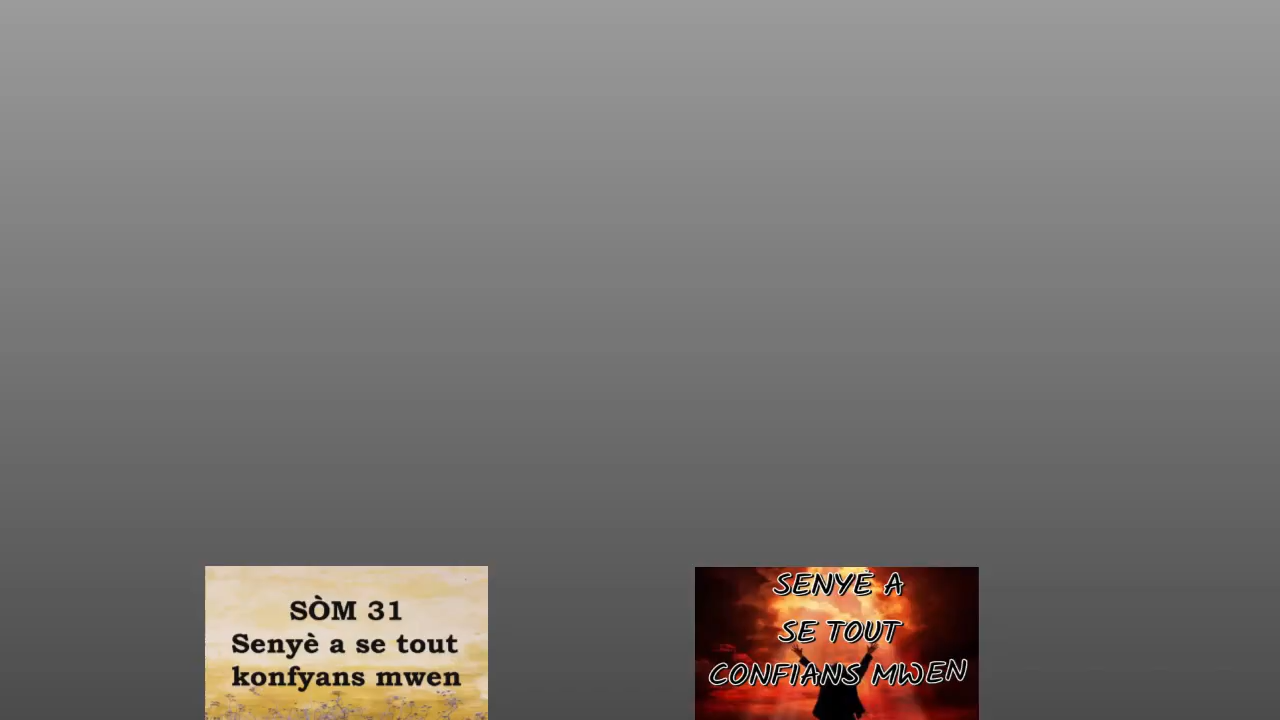 SÒM 31
Senyè a se tout
konfyans mwen
SENYÈ A
SE TOUT
CONFIANS MWEN